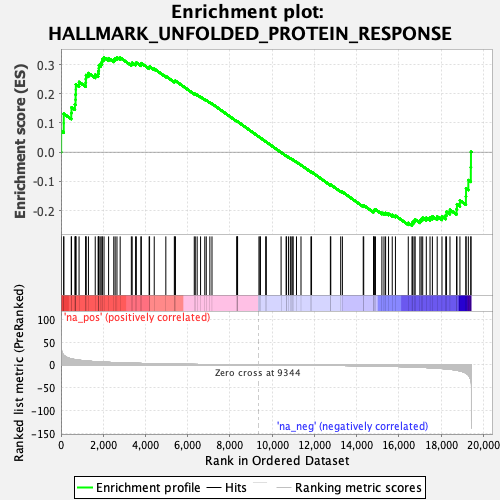 Enrichment plot:
HALLMARK_UNFOLDED_PROTEIN_RESPONSE
Enrichment score (ES)
0.3
0.2
0.1
0.0
-0.1
-0.2
Ranked list metric (PreRanked)
'na_pos' (positively correlated)
100
50
0
-50
-100
-150
Zero cross at 9344
'na_neg' (negatively correlated)
0 2,000 4,000 6,000 8,000 10,000 12,000 14,000 16,000 18,000 20,000
Rank in Ordered Dataset
Enrichment profile Hits Ranking metric scores